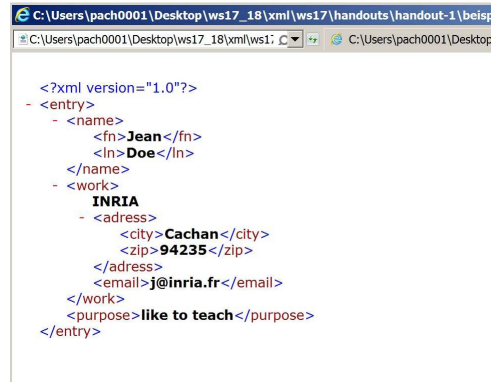 C:\Users\pach0001\Desktop\ws17_18\xml\ws17\handouts\handout-1\beisp
C:\Users\pach0001\Desktop\ws17_18\xml\ws17 C:\Users\pach0001\Desktop
<?xml version="1.0"?>
- <entry>
- <name>
<fn>Jean</fn>
<ln>Doe</ln>
</name>
- <work>
INRIA
- <adress>
<city>Cachan</city>
<zip>94235</zip>
</adress>
<email>j@inria.fr</email>
</work>
<purpose>like to teach</purpose>
</entry>